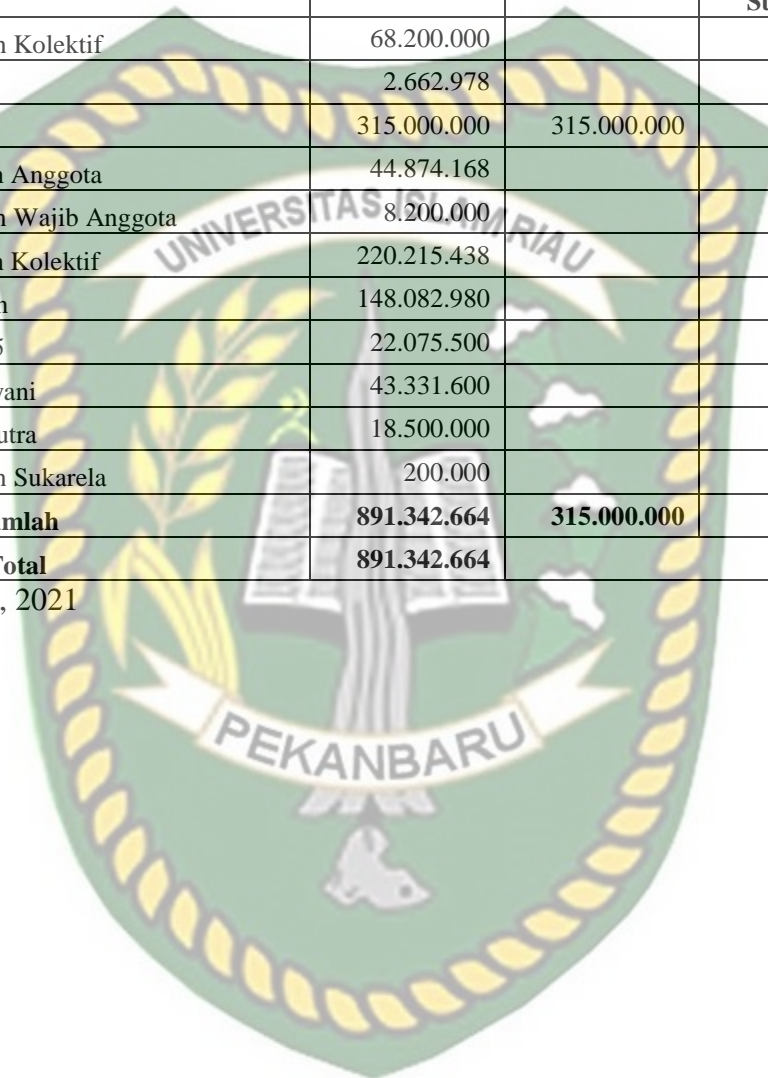 n Kolektif 68.200.000
2.662.978
315.000.000 315.000.000
n Anggota 44.874.168
n Wajib Anggota 8.200.000
n Kolektif 220.215.438
n 148.082.980
22.075.500
vani 43.331.600
utra 18.500.000
n Sukarela 200.000
mlah 891.342.664 315.000.000
Total 891.342.664
, 2021
UNIVERSITAS ISLAM RIAU
PEKANBARU